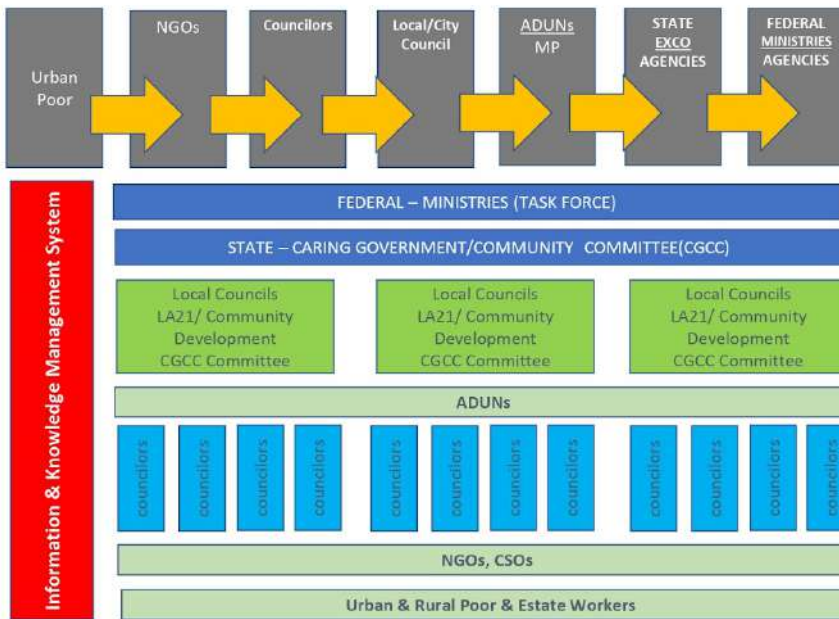 Urban
Poor
NGOs
Councilors
Local/City
Council
ADUNs
MP
STATE
EXCO
AGENCIES
FEDERAL
MINISTRIES
AGENCIES
Information & Knowledge Management System
FEDERAL – MINISTRIES (TASK FORCE)
STATE – CARING GOVERNMENT/COMMUNITY COMMITTEE(CGCC)
Local Councils
LA21/ Community
Development
CGCC Committee
Local Councils
LA21/ Community
Development
CGCC Committee
Local Councils
LA21/ Community
Development
CGCC Committee
ADUNs
councilors
councilors
councilors
councilors
councilors
councilors
councilors
councilors
councilors
councilors
councilors
councilors
NGOs, CSOs
Urban & Rural Poor & Estate Workers